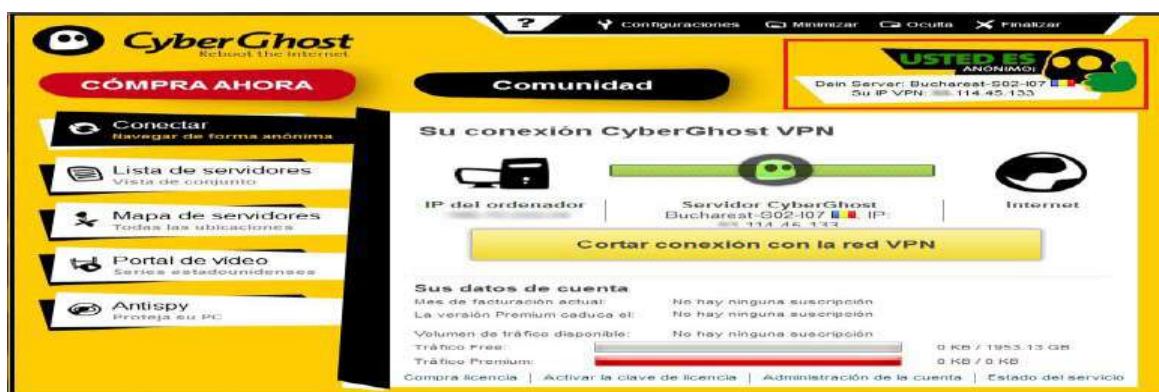 ?
Configuraciones
Minimizar
Oculta
Finalizar
CyberGhost
Reboot the internet
USTED ES
ANÓNIMO!
Dein Server: Bucharest-S02-I07
Su IP VPN: 114.45.133
CÓMPRA AHORA
Comunidad
Conectar
Navegar de forma anónima
Lista de servidores
Vista de conjunto
Mapa de servidores
Todas las ubicaciones
Portal de vídeo
Series estadounidenses
Antispy
Proteja su PC
Su conexión CyberGhost VPN
IP del ordenador
Servidor CyberGhost
Bucharest-S02-I07 , IP:
114.45.133
Internet
Cortar conexión con la red VPN
Sus datos de cuenta
Mes de facturación actual: No hay ninguna suscripción
La versión Premium caduca el: No hay ninguna suscripción
Volumen de tráfico disponible: No hay ninguna suscripción
Tráfico Free: 0 KB / 1953.13 GB
Tráfico Premium: 0 KB / 0 KB
Compra licencia | Activar la clave de licencia | Administración de la cuenta | Estado del servicio